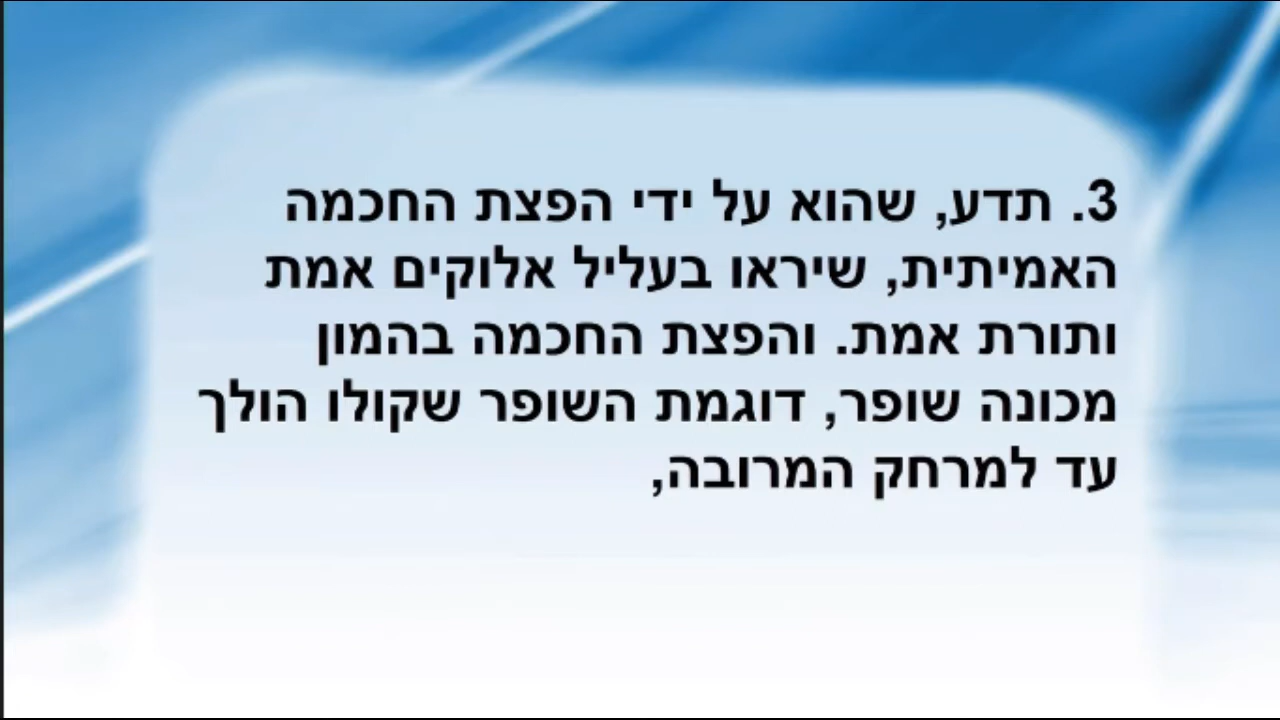 3. תדע, שהוא על ידי הפצת החכמה
האמיתית, שיראו בעליל אלוקים אמת
ותורת אמת. והפצת החכמה בהמון
מכונה שופר, דוגמת השופר שקולו הולך
עד למרחק המרובה,